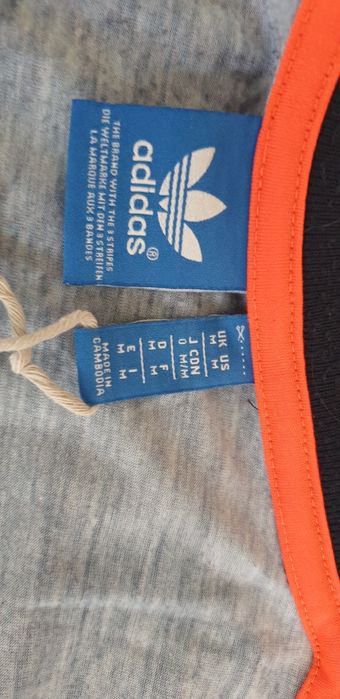 adidas®
THE BRAND WITH THE 3 STRIPES
DIE WELTMARKE MIT DEN 3 STREIFEN
LA MARQUE AUX 3 BANDES
UK US
M M
J CDN
O M/M
D F
M M
E I
M M
MADE IN
CAMBODIA